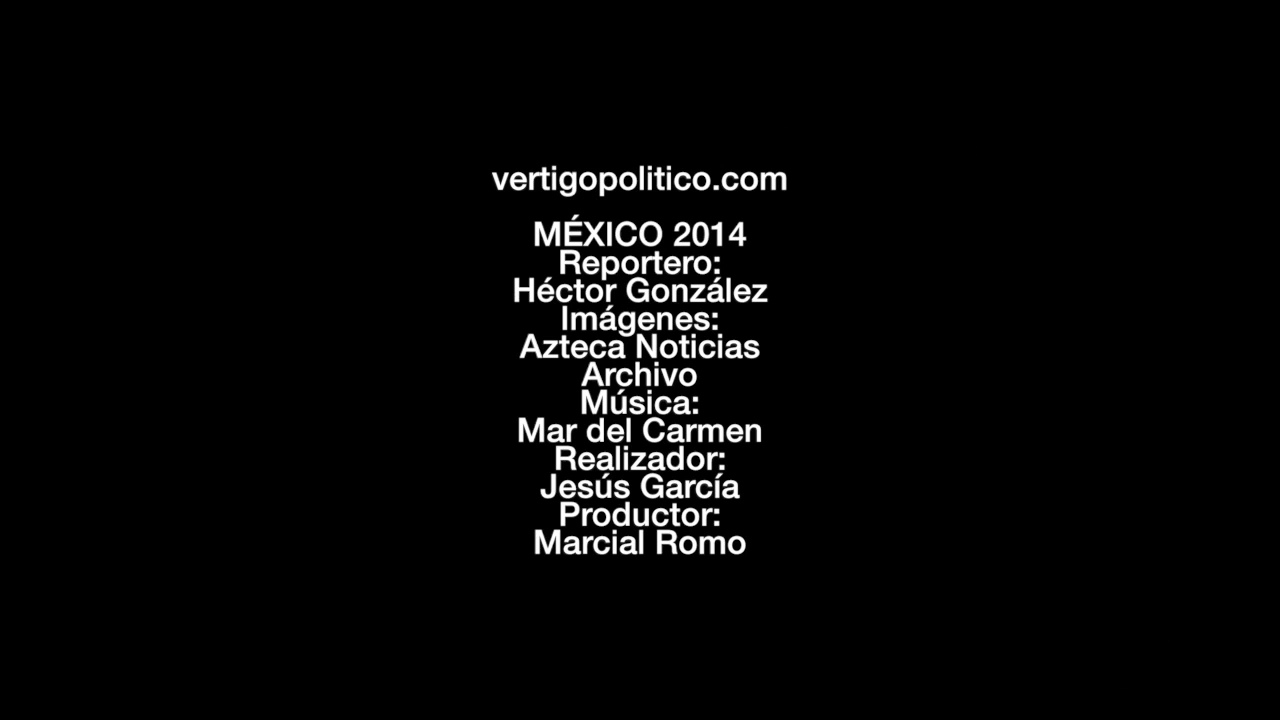 vertigopolitico.com
MÉXICO 2014
Reportero:
Héctor González
Imágenes:
Azteca Noticias
Archivo
Música:
Mar del Carmen
Realizador:
Jesús García
Productor:
Marcial Romo